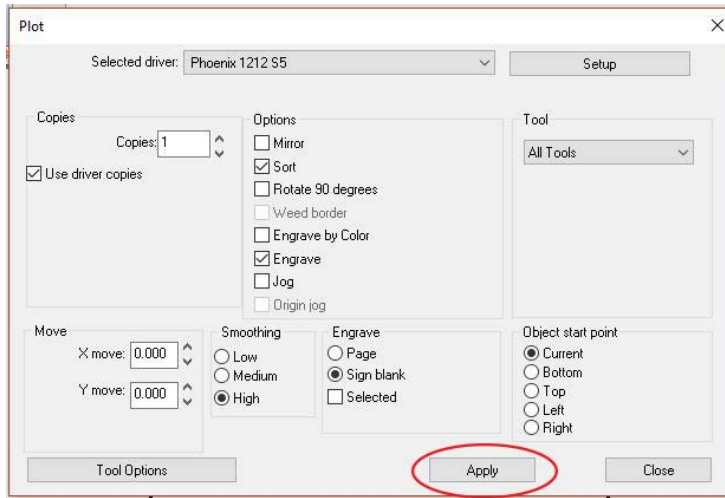 Plot
Selected driver: Phoenix 1212 S5 Setup
Copies
Copies: 1
Use driver copies
Options
Mirror
Sort
Rotate 90 degrees
Weed border
Engrave by Color
Engrave
Jog
Origin jog
Tool
All Tools
Move
X move: 0.000
Y move: 0.000
Smoothing
Low
Medium
High
Engrave
Page
Sign blank
Selected
Object start point
Current
Bottom
Top
Left
Right
Tool Options Apply Close